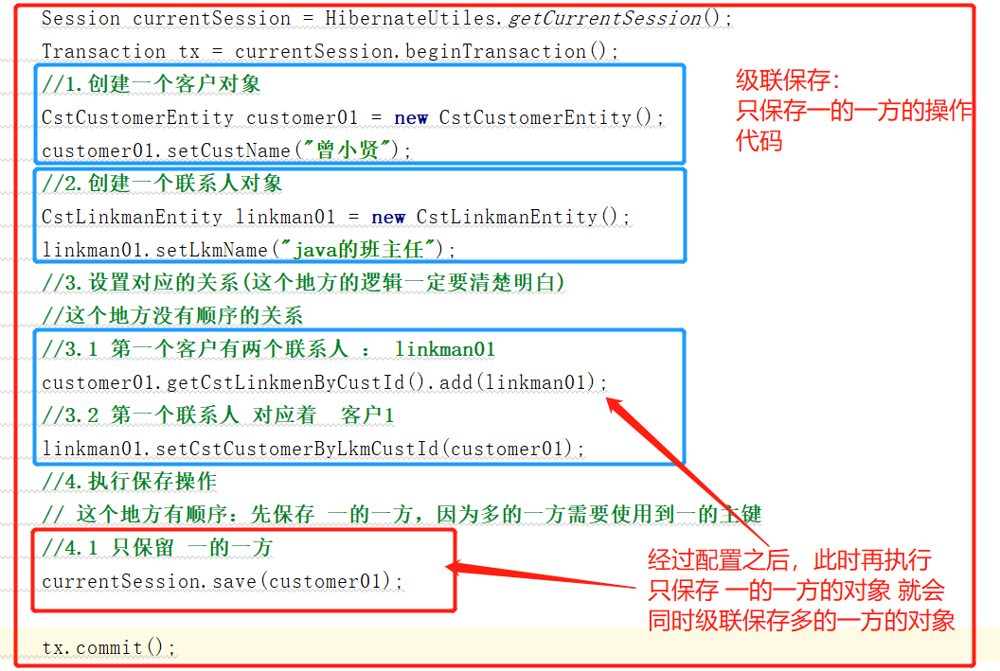 Session currentSession = HibernateUtiles.getCurrentSession();
Transaction tx = currentSession.beginTransaction();
//1.创建一个客户对象
CstCustomerEntity customer01 = new CstCustomerEntity();
customer01.setCustName("曾小贤");
级联保存：
只保存一的一方的操作
代码
//2.创建一个联系人对象
CstLinkmanEntity linkman01 = new CstLinkmanEntity();
linkman01.setLkmName("java的班主任");
//3.设置对应的关系(这个地方的逻辑一定要清楚明白)
//这个地方没有顺序的关系
//3.1 第一个客户有两个联系人 ： linkman01
customer01.getCstLinkmenByCustId().add(linkman01);
//3.2 第一个联系人 对应着  客户1
linkman01.setCstCustomerByLkmCustId(customer01);
//4.执行保存操作
// 这个地方有顺序：先保存 一的一方，因为多的一方需要使用到一的主键
//4.1 只保留 一的一方
currentSession.save(customer01);
经过配置之后，此时再执行
只保存 一的一方的对象 就会
同时级联保存多的一方的对象
tx.commit();